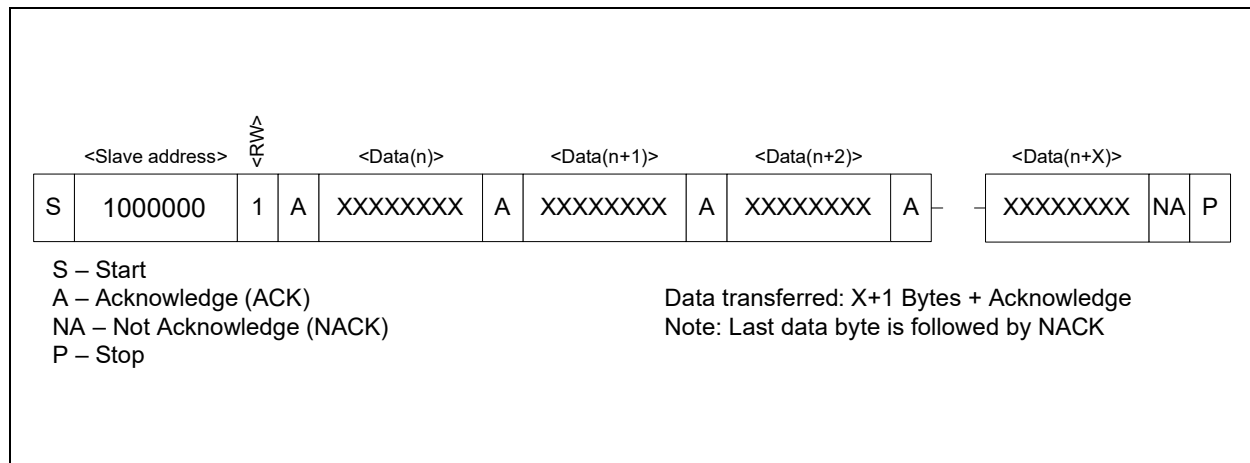 <RW>
<Slave address> <Data(n)> <Data(n+1)> <Data(n+2)> <Data(n+X)>
S 1000000 1 A XXXXXXXX A XXXXXXXX A XXXXXXXX A XXXXXXXX NA P
S – Start
A – Acknowledge (ACK)
NA – Not Acknowledge (NACK)
P – Stop
Data transferred: X+1 Bytes + Acknowledge
Note: Last data byte is followed by NACK